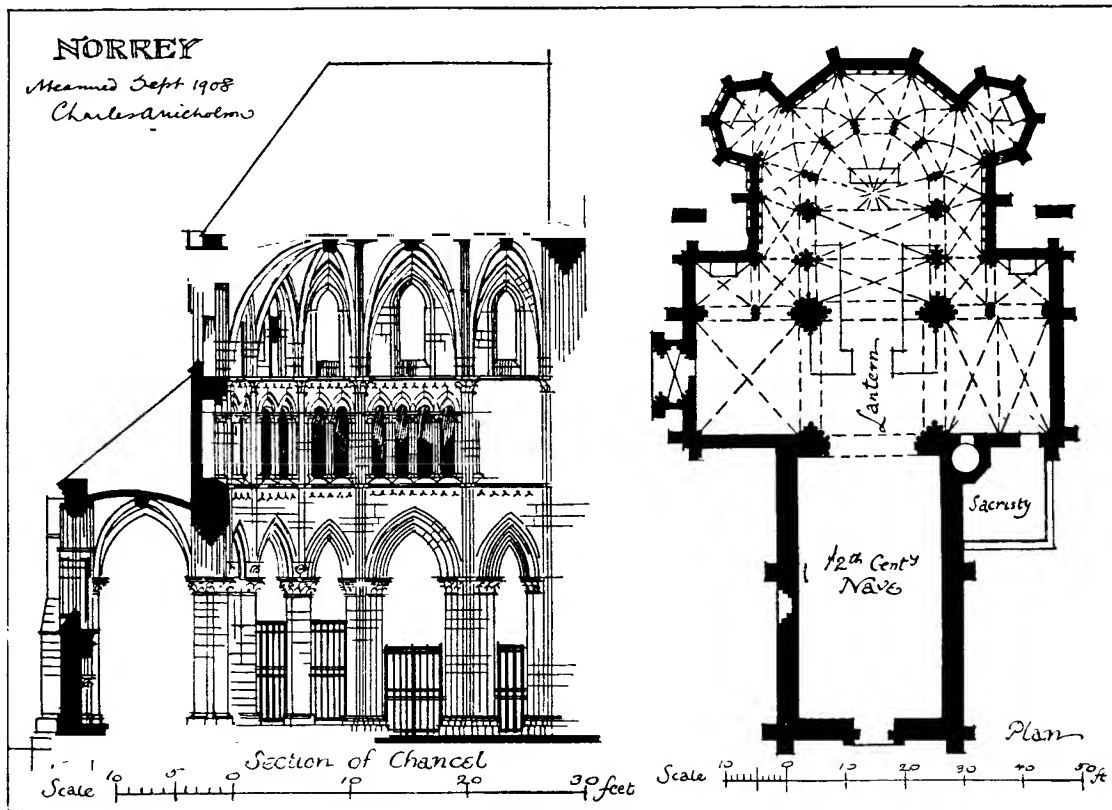 NORREY
Measured Sept 1908
Charles A Nicholson
Lantern
Sacristy
12th Centy
Nave
Plan
Section of Chancel
Scale 10 5 0 10 20 30 feet
Scale 10 0 10 20 30 40 50 ft